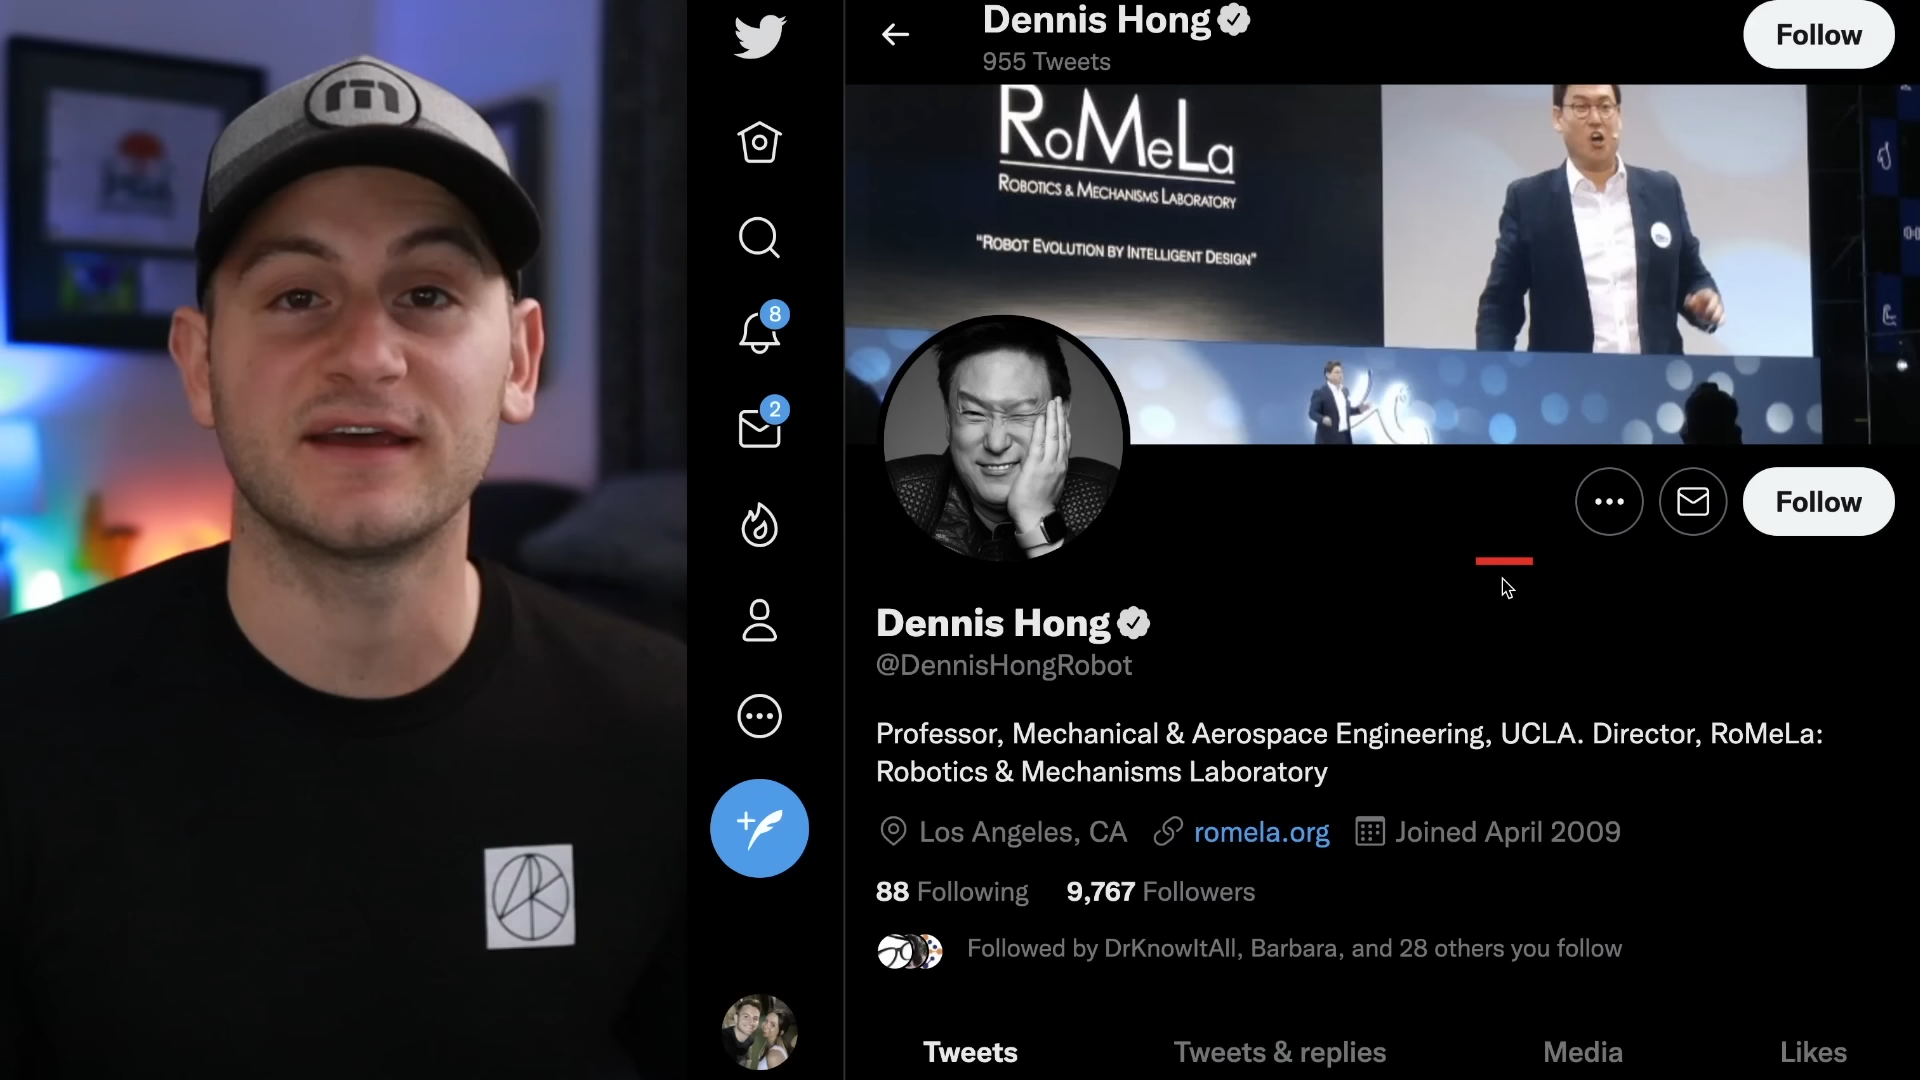 Dennis Hong
955 Tweets
Follow
RoMeLa
ROBOTICS & MECHANISMS LABORATORY
"ROBOT EVOLUTION BY INTELLIGENT DESIGN"
8
2
Follow
Dennis Hong
@DennisHongRobot
Professor, Mechanical & Aerospace Engineering, UCLA. Director, RoMeLa:
Robotics & Mechanisms Laboratory
Los Angeles, CA romela.org Joined April 2009
88 Following 9,767 Followers
Followed by DrKnowItAll, Barbara, and 28 others you follow
Tweets Tweets & replies Media Likes